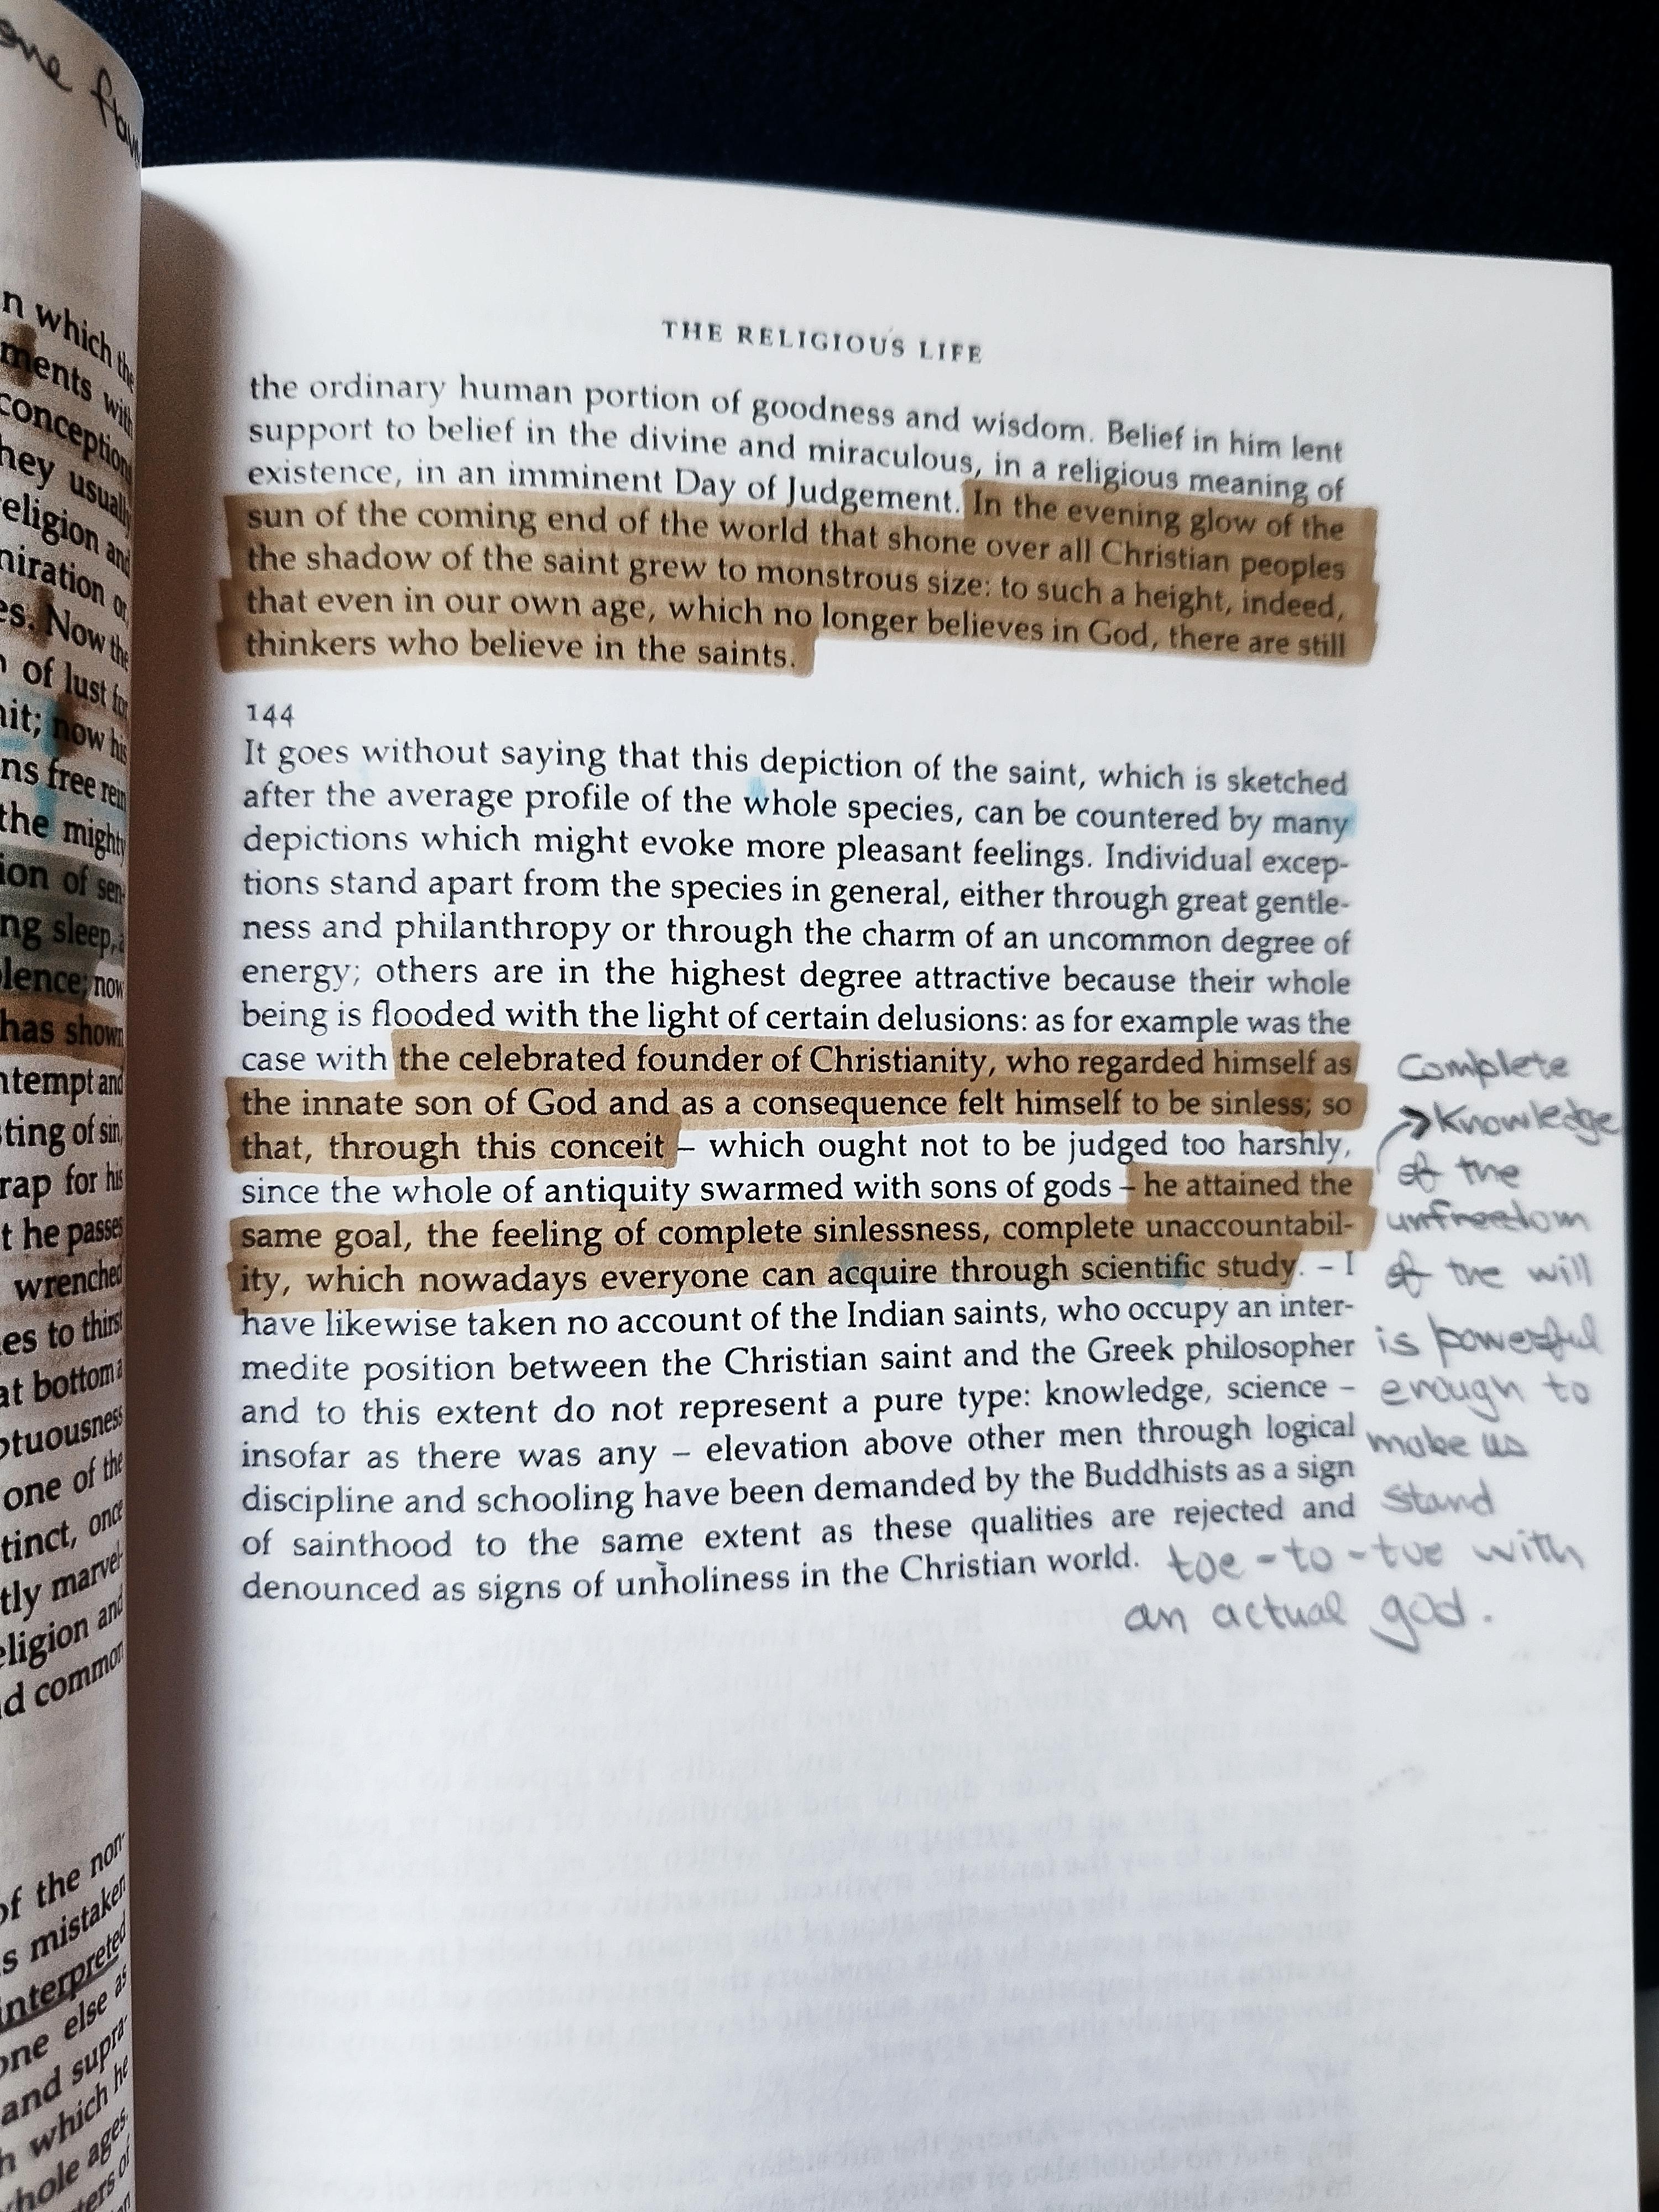 one flaw
n which the
ments with
conception
hey usually
religion and
miration or
es. Now the
n of lust for
nit; now his
ns free rein
the mighty
ion of sen-
ng sleep, a
olence; now
has shown
ntempt and
ting of sin,
rap for his
t he passes
wrenched
es to thirst
at bottom a
ptuousness
one of the
tinct, once
tly marvel-
eligion and
d common
of the non-
s mistaken
interpreted
one else as
and supra-
h which he
whole ages.
ters of
THE RELIGIOUS LIFE
the ordinary human portion of goodness and wisdom. Belief in him lent
support to belief in the divine and miraculous, in a religious meaning of
existence, in an imminent Day of Judgement. In the evening glow of the
sun of the coming end of the world that shone over all Christian peoples
the shadow of the saint grew to monstrous size: to such a height, indeed,
that even in our own age, which no longer believes in God, there are still
thinkers who believe in the saints.
144
It goes without saying that this depiction of the saint, which is sketched
after the average profile of the whole species, can be countered by many
depictions which might evoke more pleasant feelings. Individual excep-
tions stand apart from the species in general, either through great gentle-
ness and philanthropy or through the charm of an uncommon degree of
energy; others are in the highest degree attractive because their whole
being is flooded with the light of certain delusions: as for example was the
case with the celebrated founder of Christianity, who regarded himself as
the innate son of God and as a consequence felt himself to be sinless; so
that, through this conceit – which ought not to be judged too harshly,
since the whole of antiquity swarmed with sons of gods – he attained the
same goal, the feeling of complete sinlessness, complete unaccountabil-
ity, which nowadays everyone can acquire through scientific study. – I
have likewise taken no account of the Indian saints, who occupy an inter-
medite position between the Christian saint and the Greek philosopher
and to this extent do not represent a pure type: knowledge, science –
insofar as there was any – elevation above other men through logical
discipline and schooling have been demanded by the Buddhists as a sign
of sainthood to the same extent as these qualities are rejected and
denounced as signs of unholiness in the Christian world.
Complete
Knowledge
of the
unfreedom
of the will
is powerful
enough to
make us
stand
toe-to-toe with
an actual god.